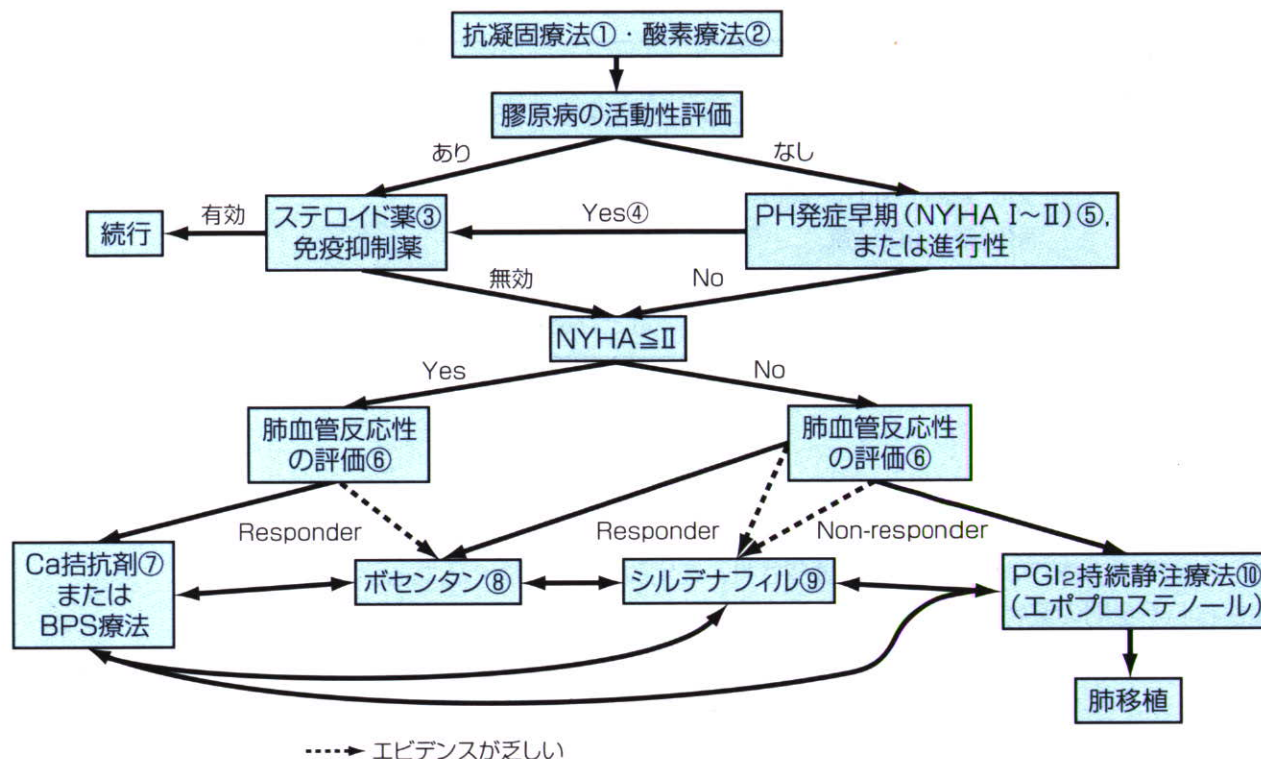 抗凝固療法①・酸素療法②
膠原病の活動性評価
あり
なし
続行
有効
ステロイド薬③
免疫抑制薬
Yes④
PH発症早期(NYHA Ⅰ～Ⅱ)⑤,
または進行性
無効
No
NYHA≦Ⅱ
Yes
No
肺血管反応性
の評価⑥
肺血管反応性
の評価⑥
Responder
Responder
Non-responder
Ca拮抗剤⑦
または
BPS療法
ボセンタン⑧
シルデナフィル⑨
PGI₂持続静注療法⑩
(エポプロステノール)
肺移植
エビデンスが乏しい